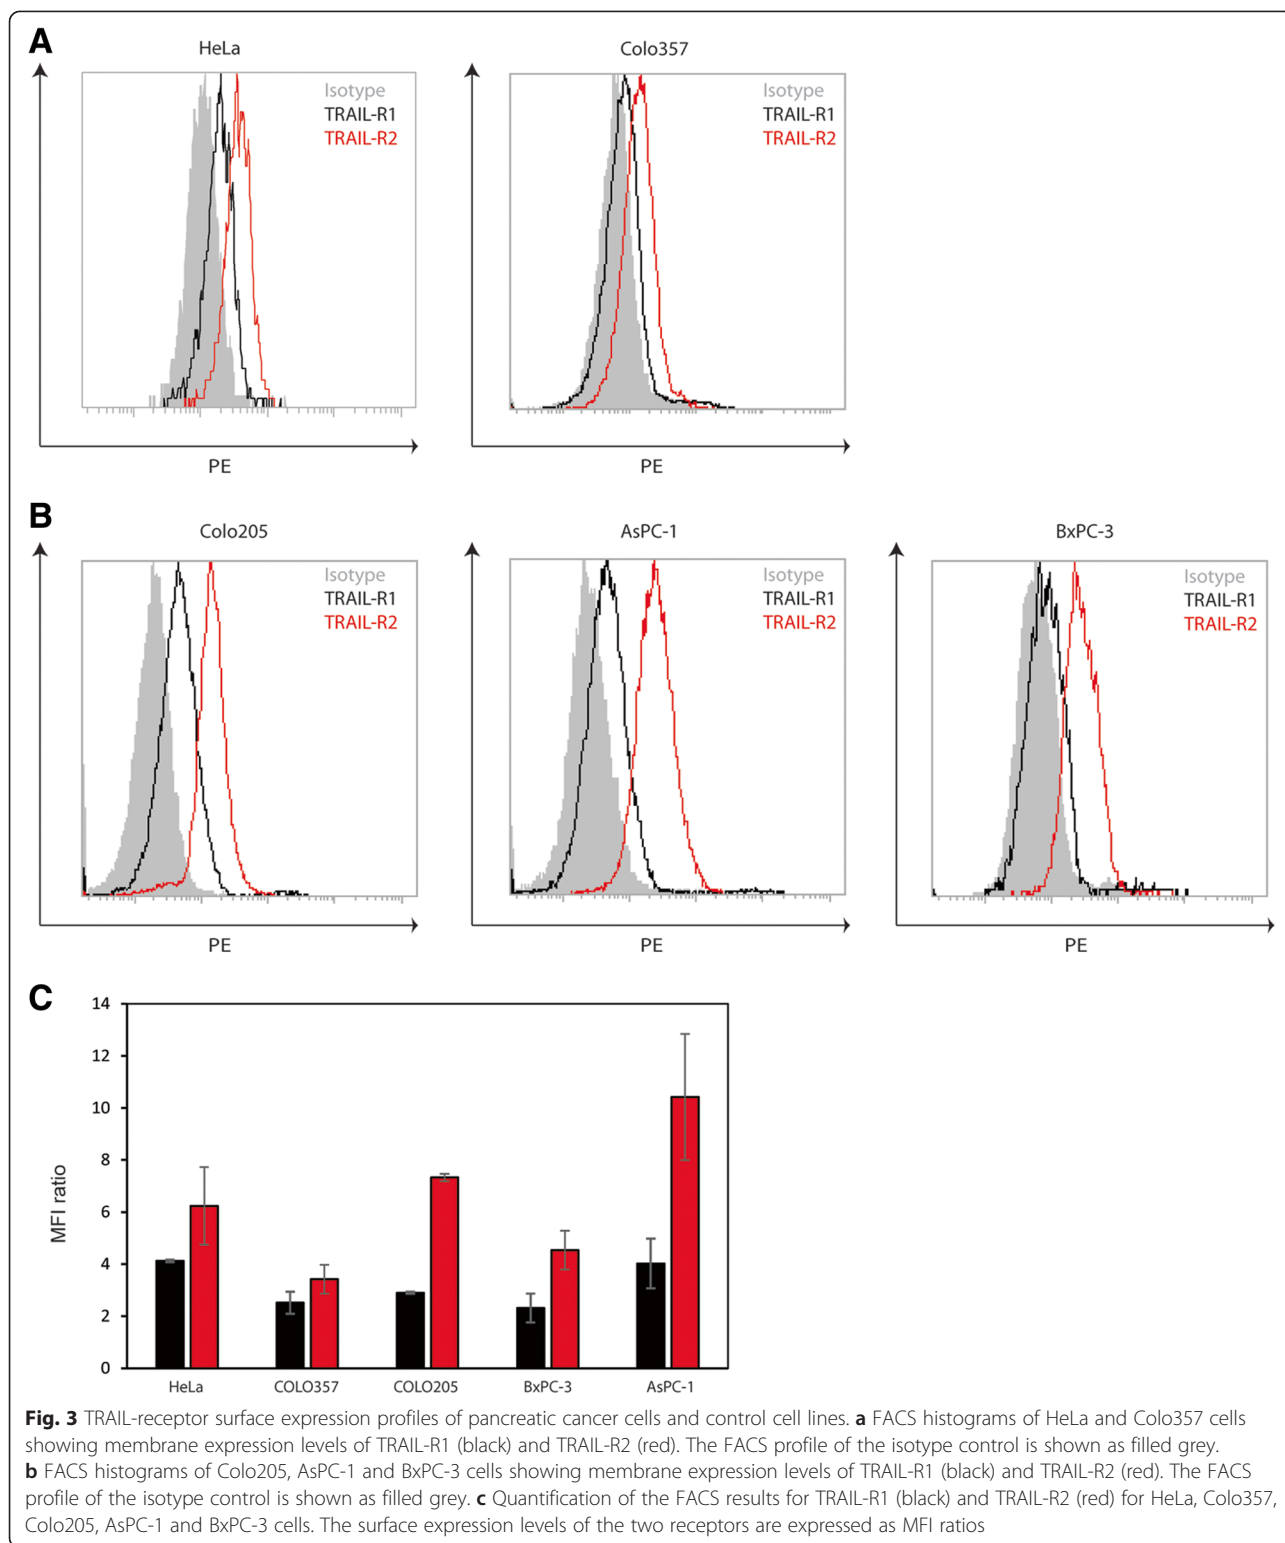 A
HeLa
Isotype
TRAIL-R1
TRAIL-R2
PE
Colo357
Isotype
TRAIL-R1
TRAIL-R2
PE
B
Colo205
Isotype
TRAIL-R1
TRAIL-R2
PE
AsPC-1
Isotype
TRAIL-R1
TRAIL-R2
PE
BxPC-3
Isotype
TRAIL-R1
TRAIL-R2
PE
C
MFI ratio
14
12
10
8
6
4
2
0
HeLa
COLO357
COLO205
BxPC-3
AsPC-1
Fig. 3 TRAIL-receptor surface expression profiles of pancreatic cancer cells and control cell lines. a FACS histograms of HeLa and Colo357 cells
showing membrane expression levels of TRAIL-R1 (black) and TRAIL-R2 (red). The FACS profile of the isotype control is shown as filled grey.
b FACS histograms of Colo205, AsPC-1 and BxPC-3 cells showing membrane expression levels of TRAIL-R1 (black) and TRAIL-R2 (red). The FACS
profile of the isotype control is shown as filled grey. c Quantification of the FACS results for TRAIL-R1 (black) and TRAIL-R2 (red) for HeLa, Colo357,
Colo205, AsPC-1 and BxPC-3 cells. The surface expression levels of the two receptors are expressed as MFI ratios